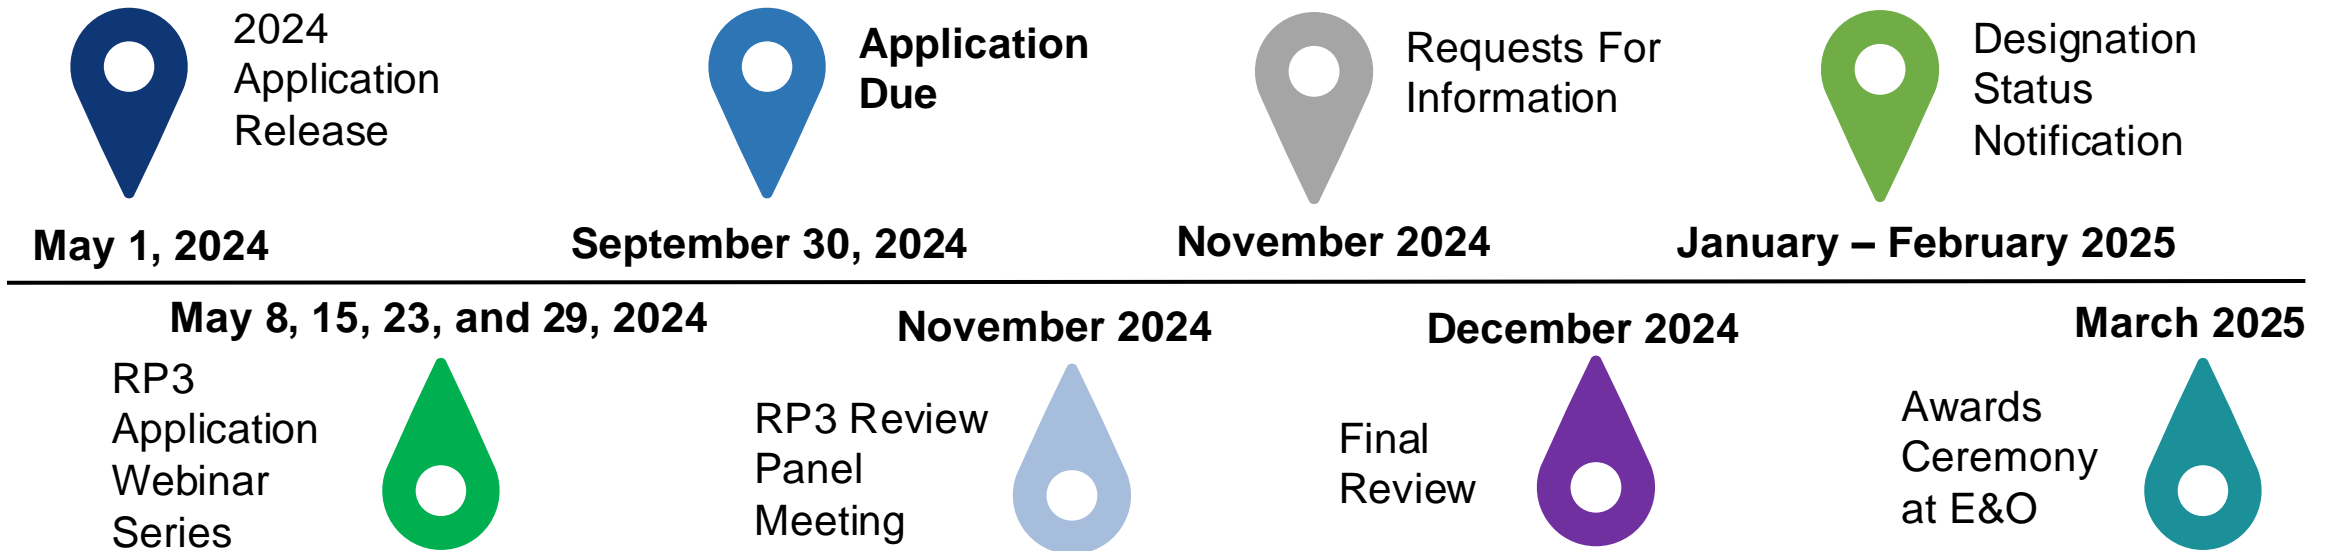 2024
Application
Release
May 1, 2024
Application
Due
September 30, 2024
Requests For
Information
November 2024
Designation
Status
Notification
January – February 2025
May 8, 15, 23, and 29, 2024
RP3
Application
Webinar
Series
November 2024
RP3 Review
Panel
Meeting
December 2024
Final
Review
March 2025
Awards
Ceremony
at E&O